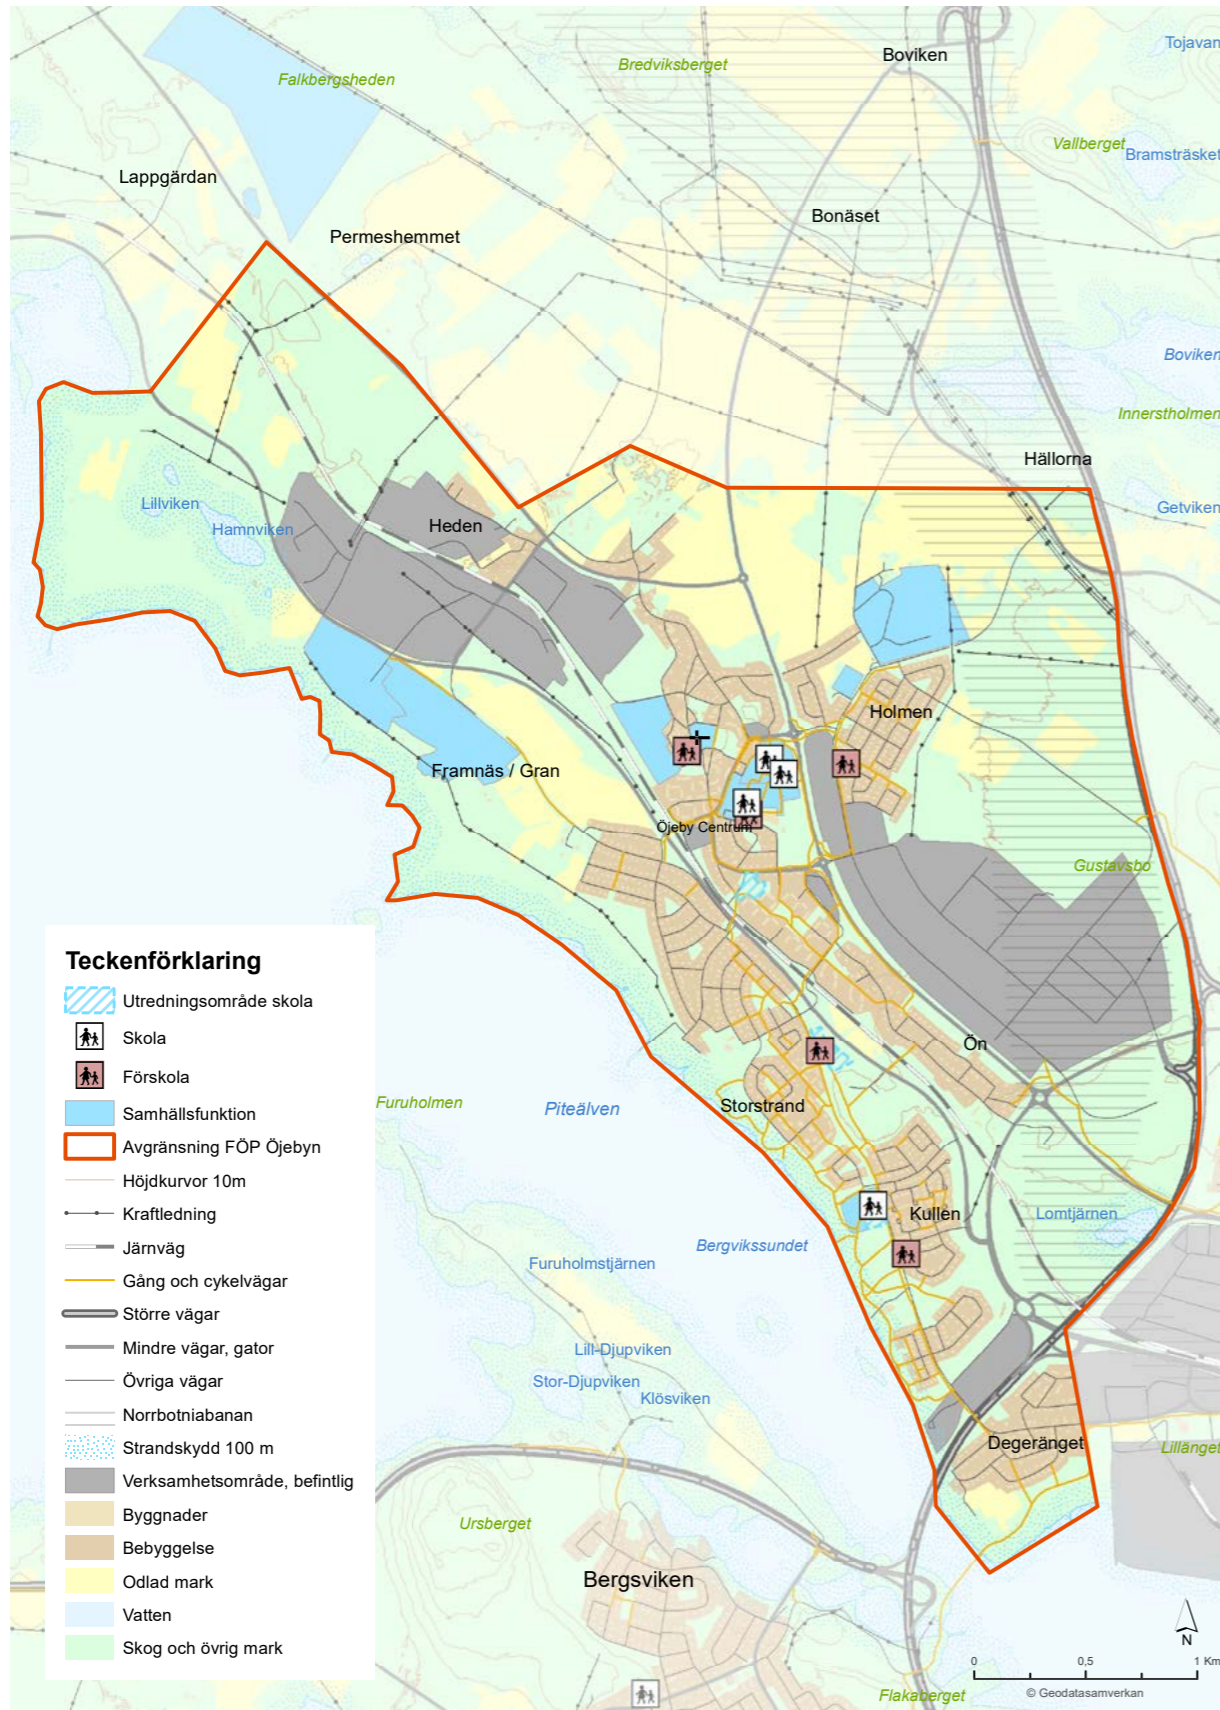 Boviken
Tojavan
Bredviksberget
Falkbergsheden
Vallberget
Bramsträsket
Lappgärdan
Bonäset
Permeshemmet
Boviken
Innerstholmen
Hällorna
Getviken
Lillviken
Hamnviken
Heden
Holmen
Framnäs / Gran
Öjeby Centrum
Gustavsbo
Ön
Furuholmen
Piteälven
Storstrand
Kullen
Lomtjärnen
Bergvikssundet
Furuholmstjärnen
Lill-Djupviken
Stor-Djupviken
Klösviken
Degeränget
Lillänget
Ursberget
Bergsviken
Flakaberget
Teckenförklaring
Utredningsområde skola
Skola
Förskola
Samhällsfunktion
Avgränsning FÖP Öjebyn
Höjdkurvor 10m
Kraftledning
Järnväg
Gång och cykelvägar
Större vägar
Mindre vägar, gator
Övriga vägar
Norrbotniabanan
Strandskydd 100 m
Verksamhetsområde, befintlig
Byggnader
Bebyggelse
Odlad mark
Vatten
Skog och övrig mark
N
0 0,5 1 Km
© Geodatasamverkan